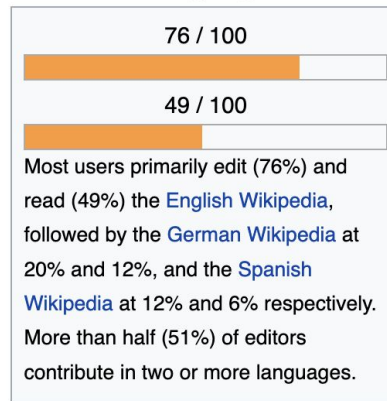 76 / 100
49 / 100
Most users primarily edit (76%) and
read (49%) the English Wikipedia,
followed by the German Wikipedia at
20% and 12%, and the Spanish
Wikipedia at 12% and 6% respectively.
More than half (51%) of editors
contribute in two or more languages.